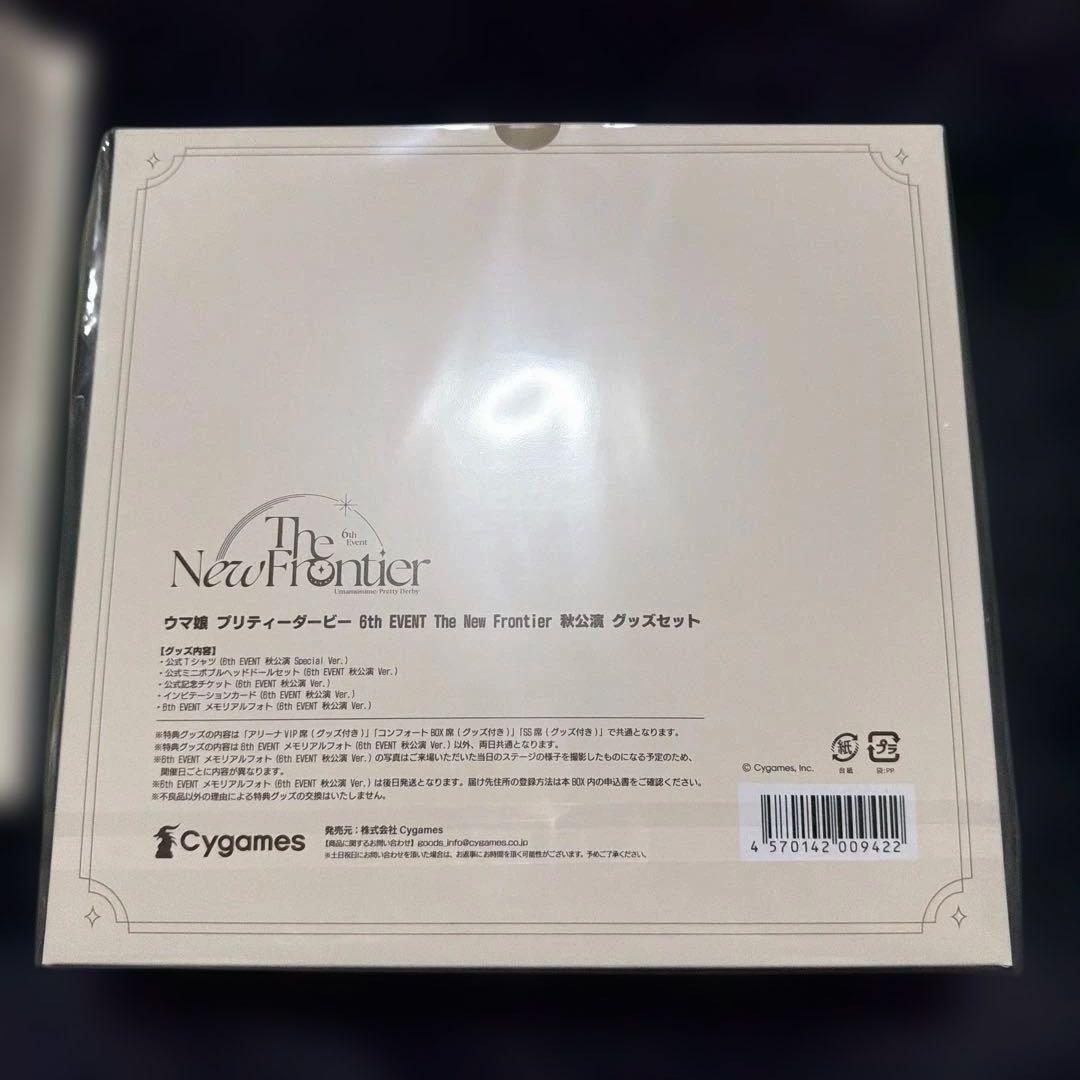 The
6th
Event
New Frontier
Umamusume: Pretty Derby
ウマ娘 プリティーダービー 6th EVENT The New Frontier 秋公演 グッズセット
【グッズ内容】
・公式Tシャツ(6th EVENT 秋公演 Special Ver.)
・公式ミニボブルヘッドドールセット(6th EVENT 秋公演 Ver.)
・公式記念チケット(6th EVENT 秋公演 Ver.)
・インビテーションカード(6th EVENT 秋公演 Ver.)
・6th EVENT メモリアルフォト(6th EVENT 秋公演 Ver.)
※特典グッズの内容は「アリーナVIP席(グッズ付き)」「コンフォートBOX席(グッズ付き)」「SS席(グッズ付き)」で共通となります。
※特典グッズの内容は6th EVENT メモリアルフォト(6th EVENT 秋公演 Ver.)以外、両日共通となります。
※6th EVENT メモリアルフォト(6th EVENT 秋公演 Ver.)の写真はご来場いただいた当日のステージの様子を撮影したものになる予定のため、
開催日ごとに内容が異なります。
※6th EVENT メモリアルフォト(6th EVENT 秋公演 Ver.)は後日発送となります。届け先住所の登録方法は本BOX内の申込書をご確認ください。
※不良品以外の理由による特典グッズの交換はいたしません。
Cygames
発売元:株式会社Cygames
【商品に関するお問い合わせ】goods_info@cygames.co.jp
※土日祝日にお問い合わせを頂いた場合は、お返事にお時間を頂く可能性がございます。予めご了承ください。
© Cygames, Inc.
紙
台紙
プラ
袋:PP
4 570142 009422